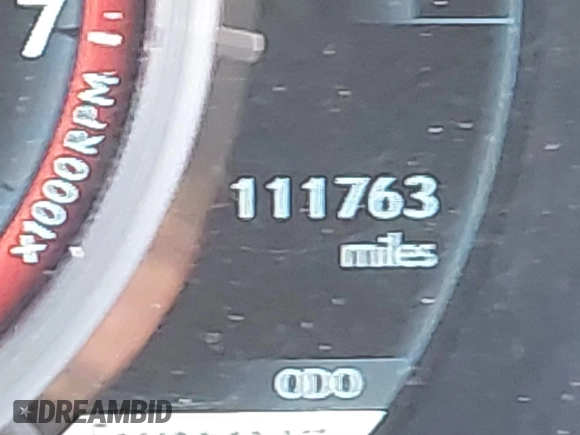 7
x1000RPM
111763
miles
ODO
DREAMBID